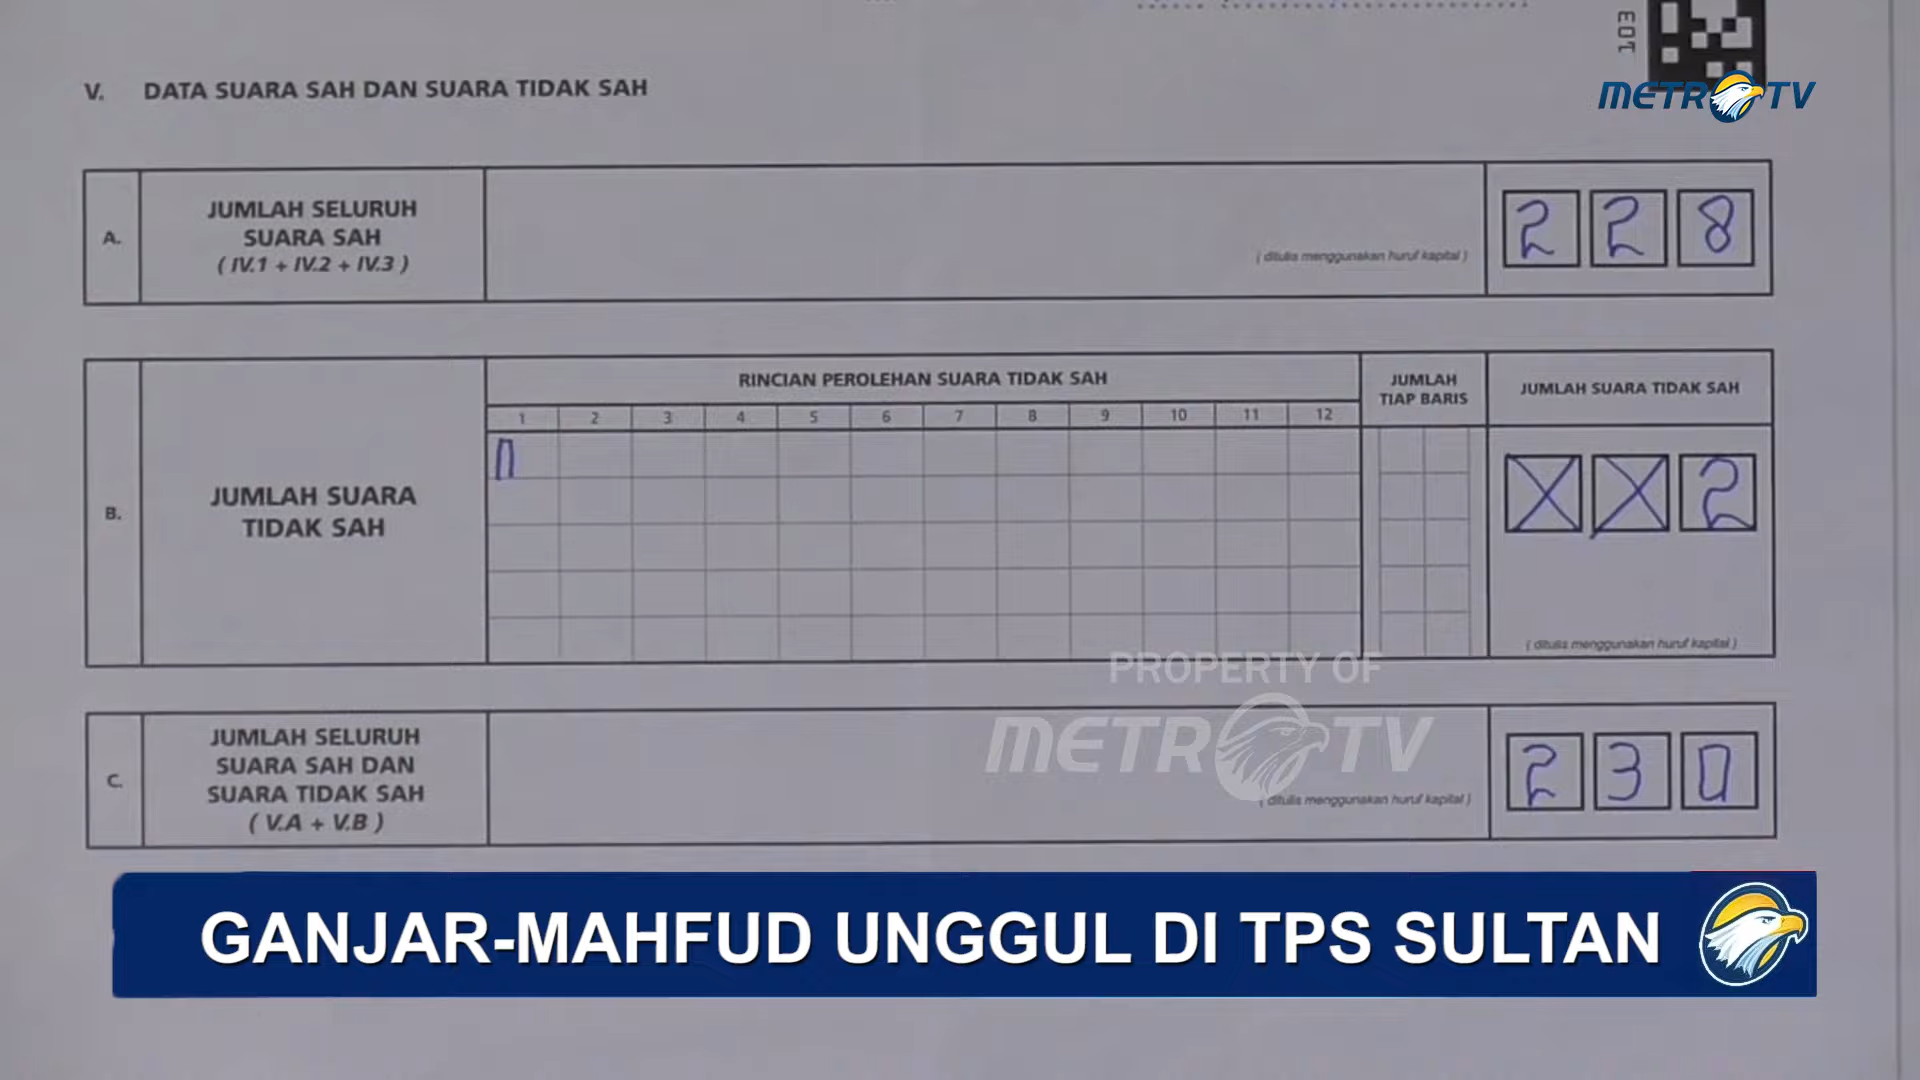 EDT
METRO TV
V. DATA SUARA SAH DAN SUARA TIDAK SAH
A.
JUMLAH SELURUH
SUARA SAH
( IV.1 + IV.2 + IV.3 )
( ditulis menggunakan huruf kapital )
2 2 8
B.
JUMLAH SUARA
TIDAK SAH
RINCIAN PEROLEHAN SUARA TIDAK SAH
1 2 3 4 5 6 7 8 9 10 11 12
JUMLAH
TIAP BARIS
JUMLAH SUARA TIDAK SAH
X X 2
( ditulis menggunakan huruf kapital )
PROPERTY OF
METRO TV
C.
JUMLAH SELURUH
SUARA SAH DAN
SUARA TIDAK SAH
( V.A + V.B )
( ditulis menggunakan huruf kapital )
2 3 0
GANJAR-MAHFUD UNGGUL DI TPS SULTAN